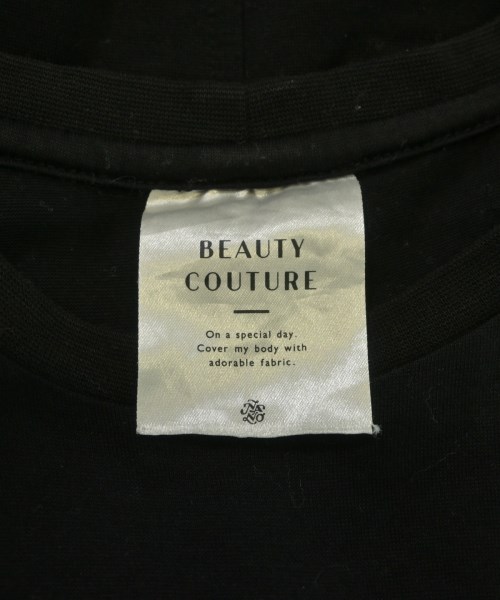 BEAUTY
COUTURE
On a special day.
Cover my body with
adorable fabric.